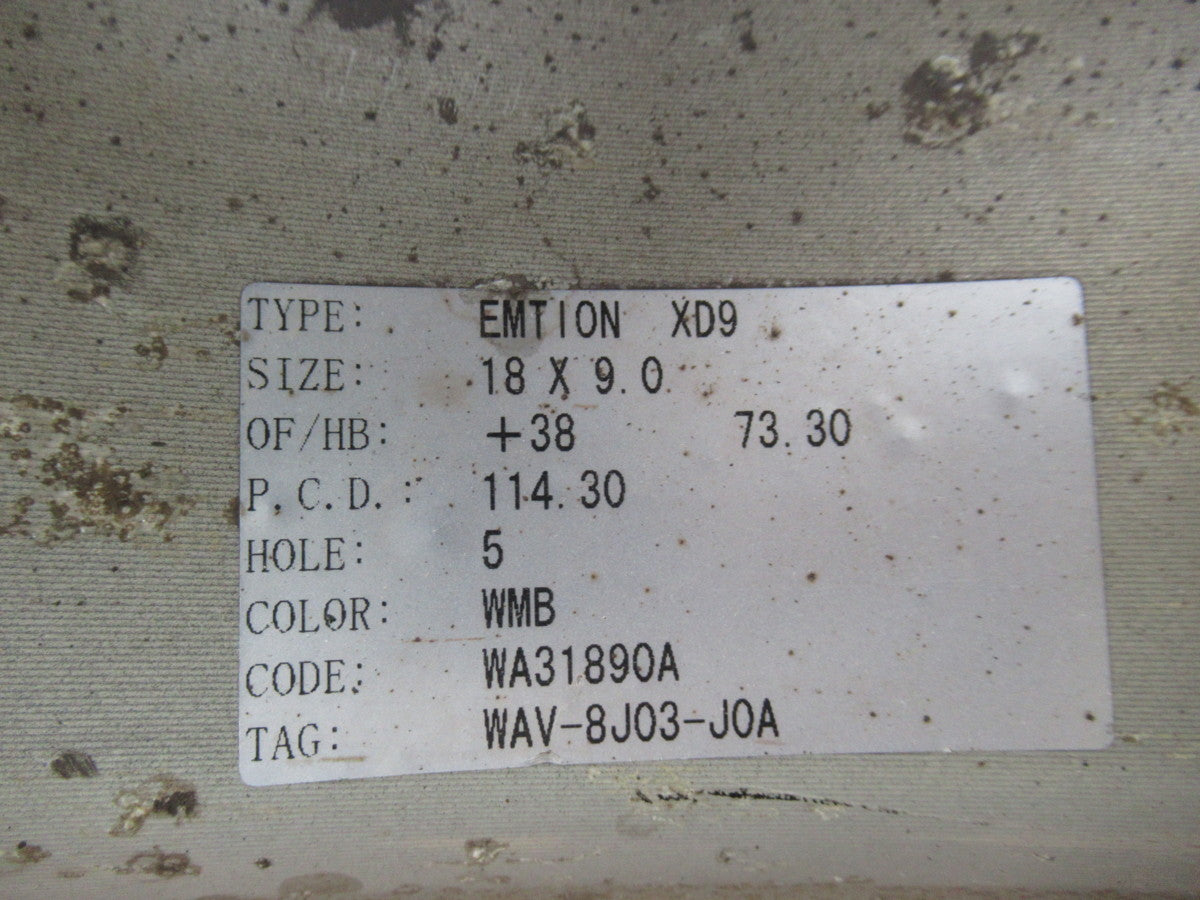 TYPE: EMTION XD9
SIZE: 18 X 9.0
OF/HB: +38 73.30
P.C.D.: 114.30
HOLE: 5
COLOR: WMB
CODE: WA31890A
TAG: WAV-8J03-J0A